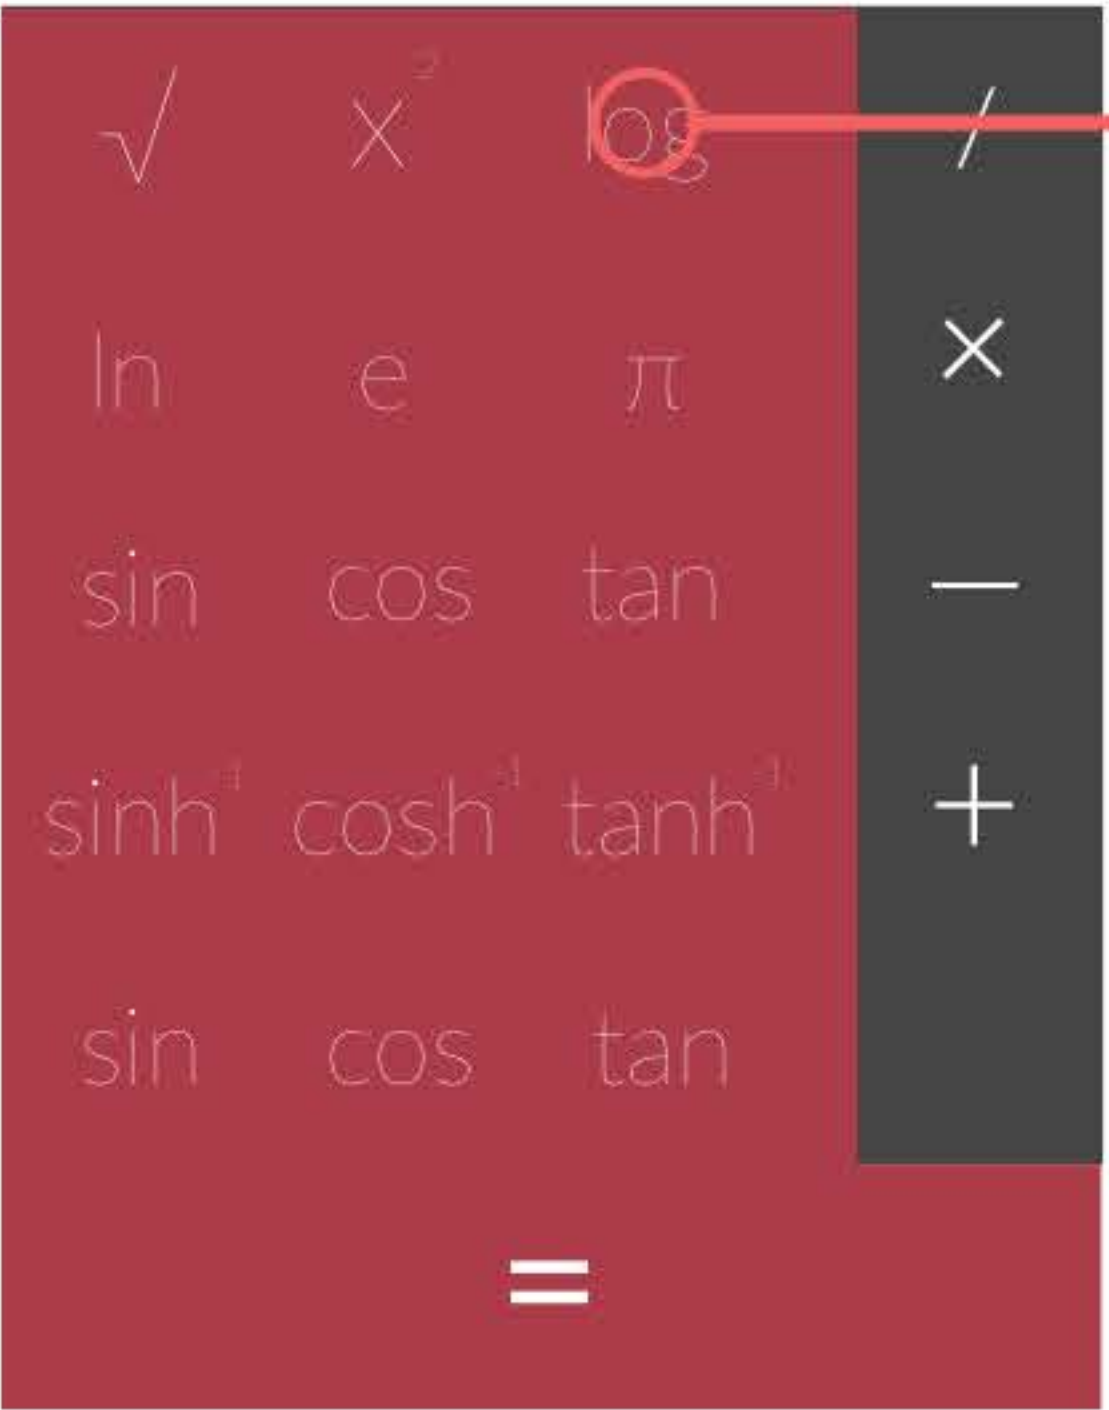 √ x² log /
ln e π ×
sin cos tan —
sinh⁻¹ cosh⁻¹ tanh⁻¹ +
sin cos tan
=